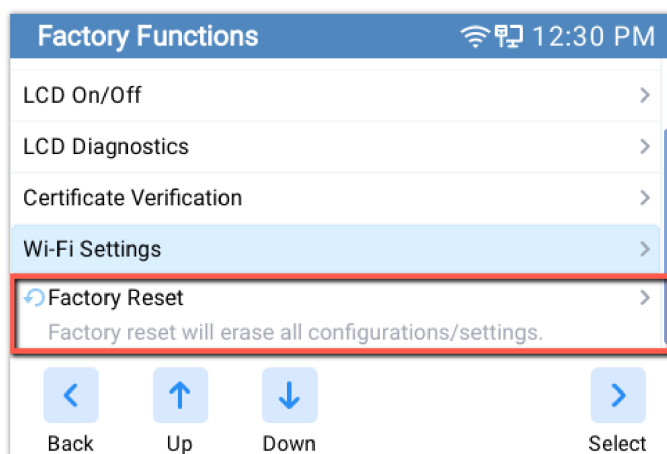 Factory Functions 12:30 PM
LCD On/Off
LCD Diagnostics
Certificate Verification
Wi-Fi Settings
Factory Reset
Factory reset will erase all configurations/settings.
Back Up Down Select